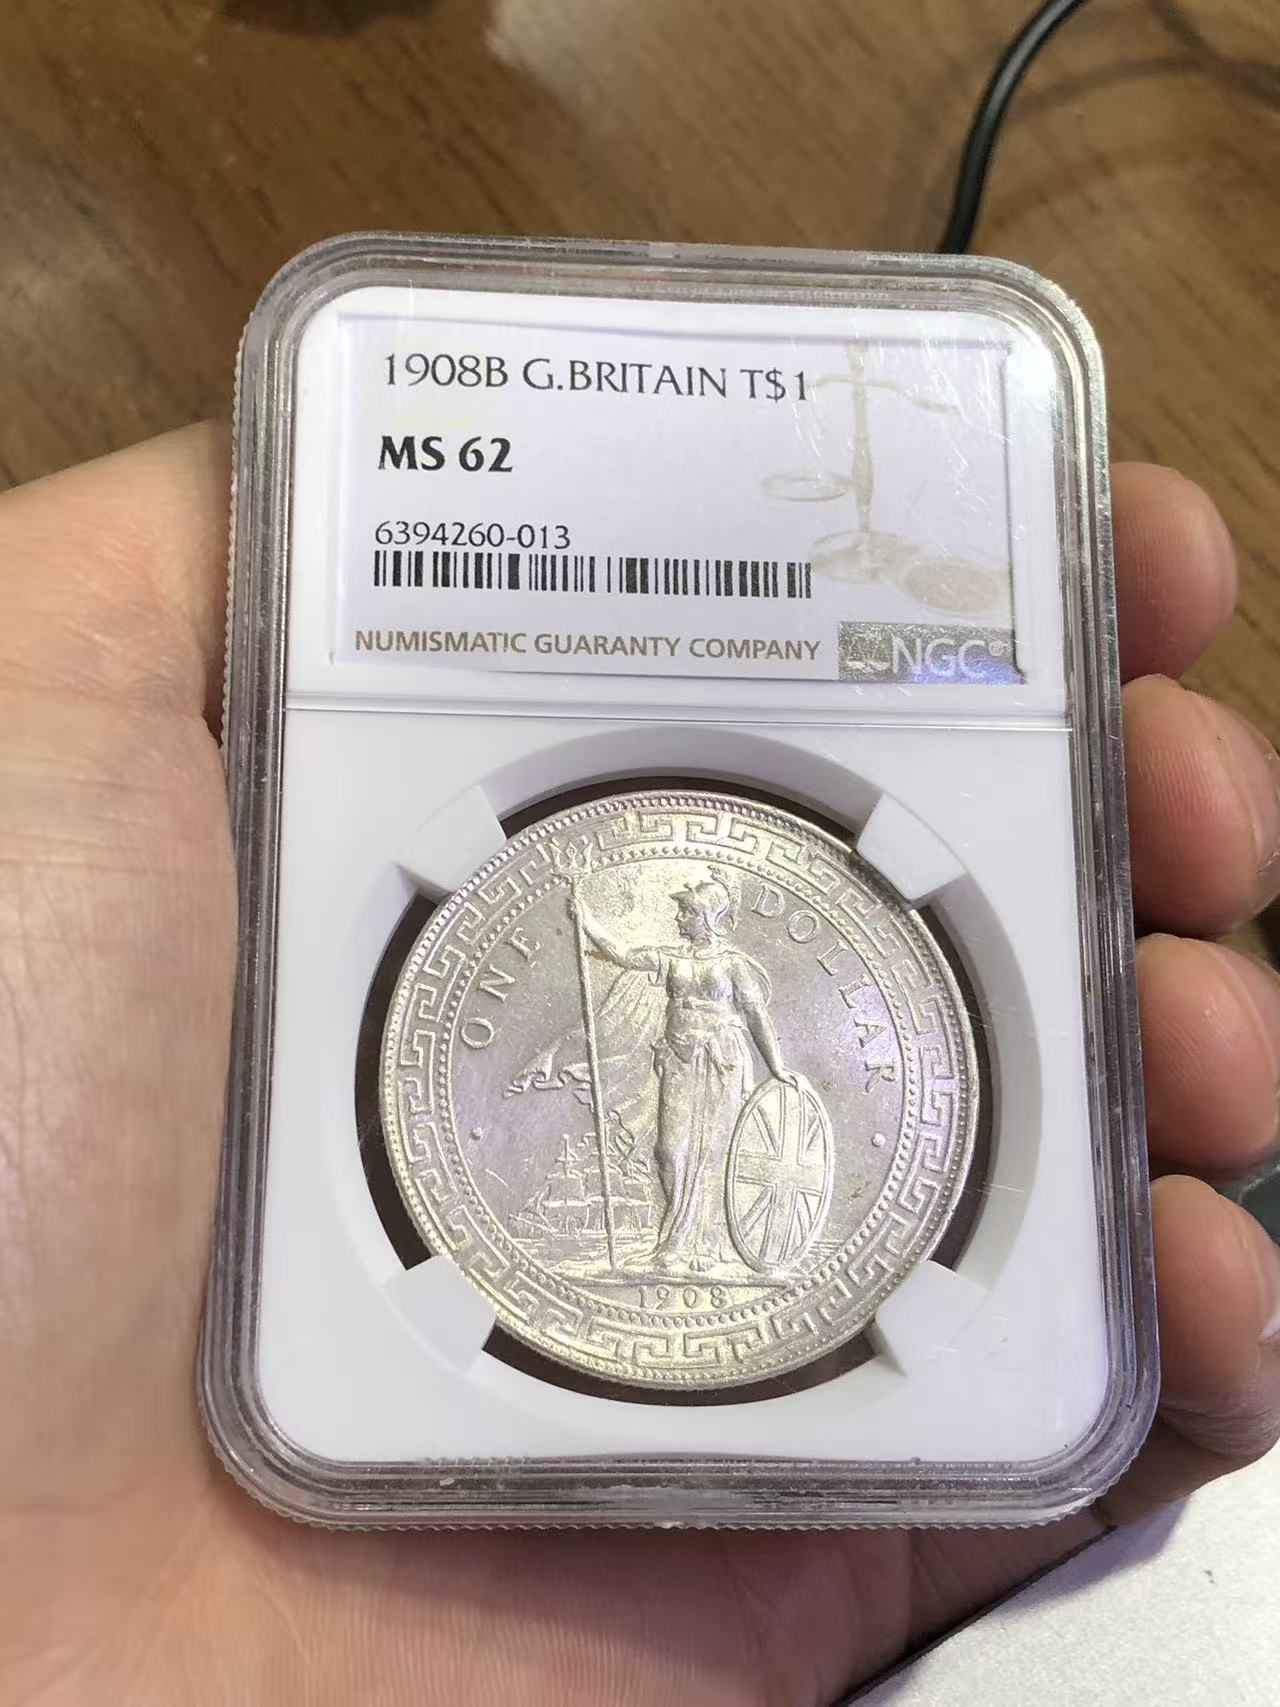 1908B G.BRITAIN T$1
MS 62
6394260-013
NUMISMATIC GUARANTY COMPANY
NGC
ONE DOLLAR
1908